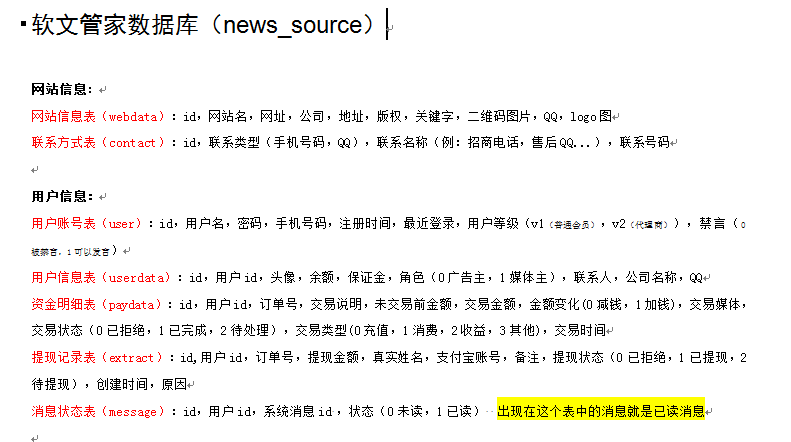 ▪软文管家数据库（news_source）
网站信息：
网站信息表（webdata）：id，网站名，网址，公司，地址，版权，关键字，二维码图片，QQ，logo图
联系方式表（contact）：id，联系类型（手机号码，QQ），联系名称（例：招商电话，售后QQ...），联系号码
用户信息：
用户账号表（user）：id，用户名，密码，手机号码，注册时间，最近登录，用户等级（v1（普通会员），v2（代理商）），禁言（0
被禁言，1可以发言）
用户信息表（userdata）：id，用户id，头像，余额，保证金，角色（0广告主，1媒体主），联系人，公司名称，QQ
资金明细表（paydata）：id，用户id，订单号，交易说明，未交易前金额，交易金额，金额变化(0减钱，1加钱)，交易媒体，
交易状态（0已拒绝，1已完成，2待处理），交易类型(0充值，1消费，2收益，3其他)，交易时间
提现记录表（extract）：id,用户id，订单号，提现金额，真实姓名，支付宝账号，备注，提现状态（0已拒绝，1已提现，2
待提现），创建时间，原因
消息状态表（message）：id，用户id，系统消息id，状态（0未读，1已读） 出现在这个表中的消息就是已读消息